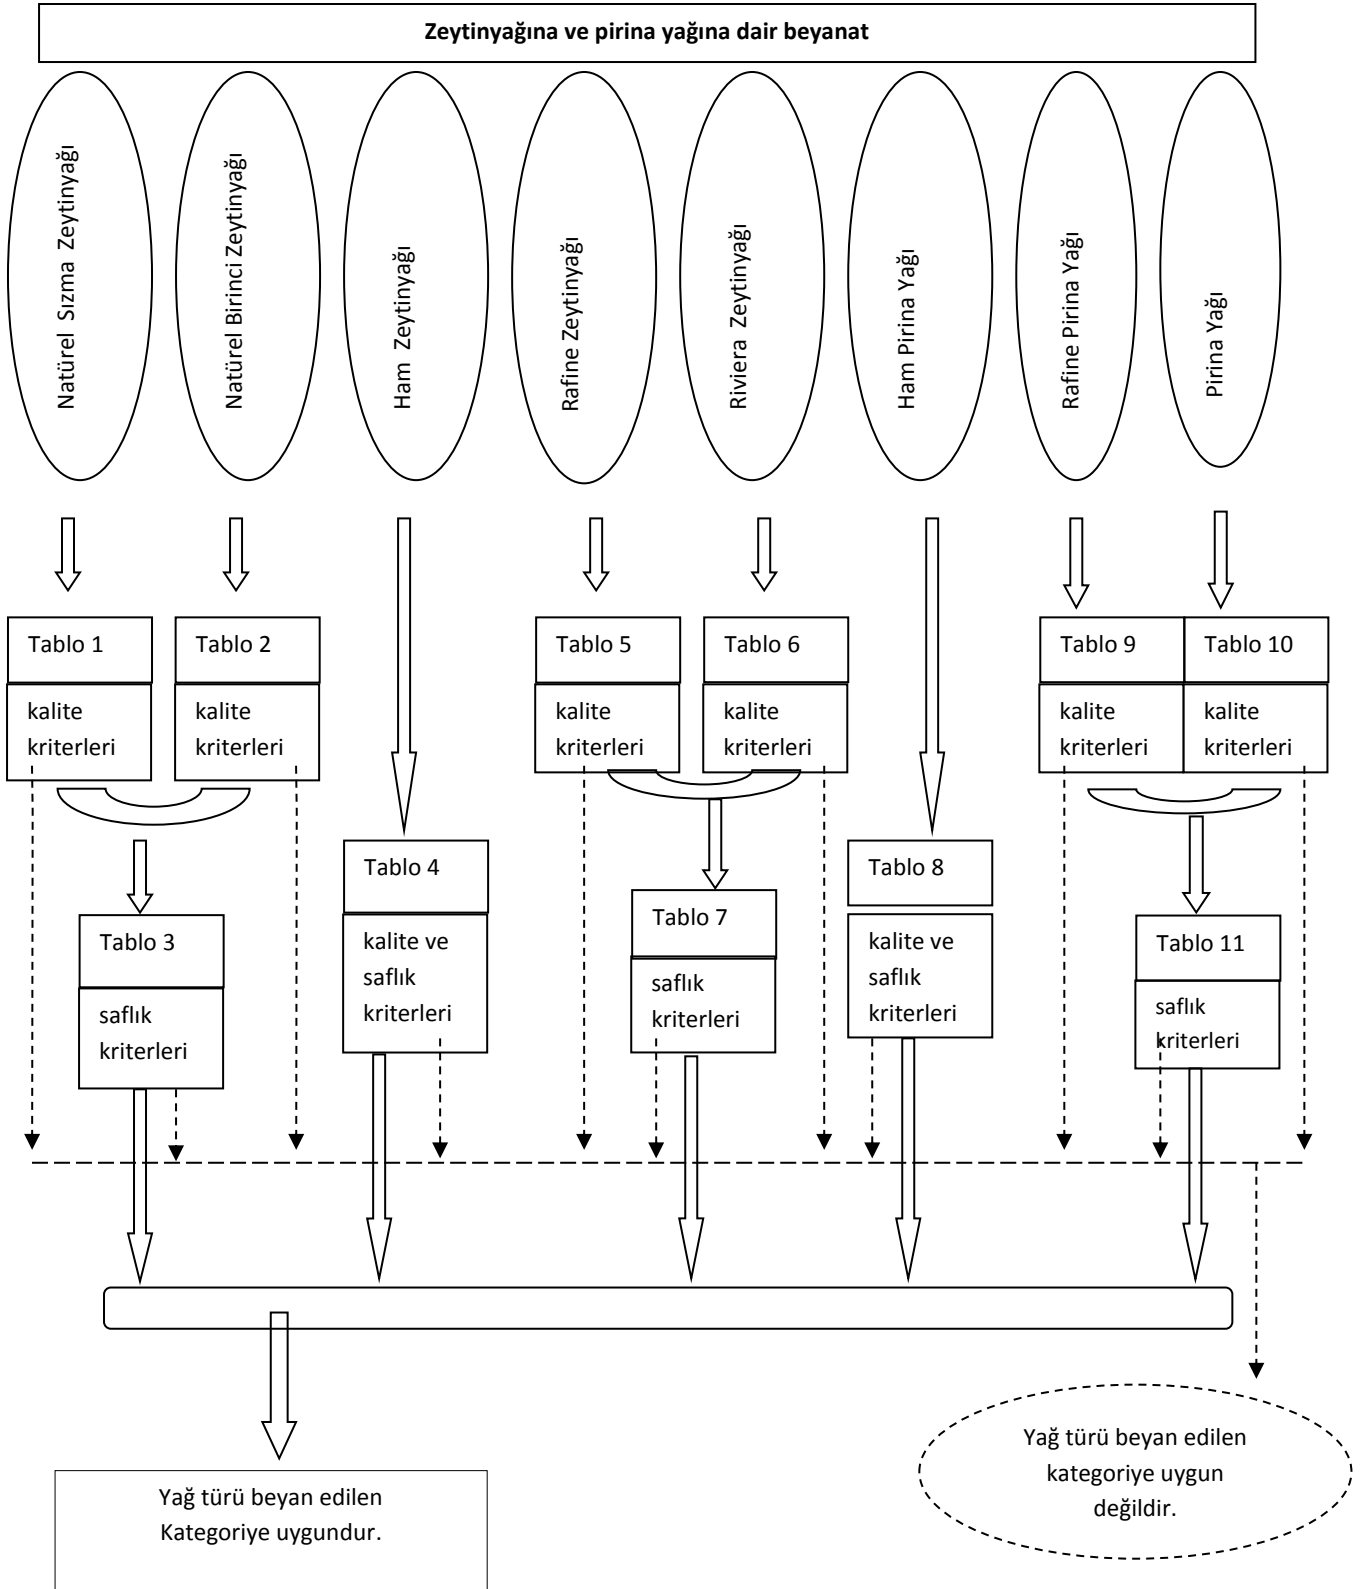 Zeytinyağına ve pirina yağına dair beyanat
Natürel Sızma Zeytinyağı
Natürel Birinci Zeytinyağı
Ham Zeytinyağı
Rafine Zeytinyağı
Riviera Zeytinyağı
Ham Pirina Yağı
Rafine Pirina Yağı
Pirina Yağı
Tablo 1
kalite
kriterleri
Tablo 2
kalite
kriterleri
Tablo 5
kalite
kriterleri
Tablo 6
kalite
kriterleri
Tablo 9
kalite
kriterleri
Tablo 10
kalite
kriterleri
Tablo 3
saflık
kriterleri
Tablo 4
kalite ve
saflık
kriterleri
Tablo 7
saflık
kriterleri
Tablo 8
kalite ve
saflık
kriterleri
Tablo 11
saflık
kriterleri
Yağ türü beyan edilen
Kategoriye uygundur.
Yağ türü beyan edilen
kategoriye uygun
değildir.